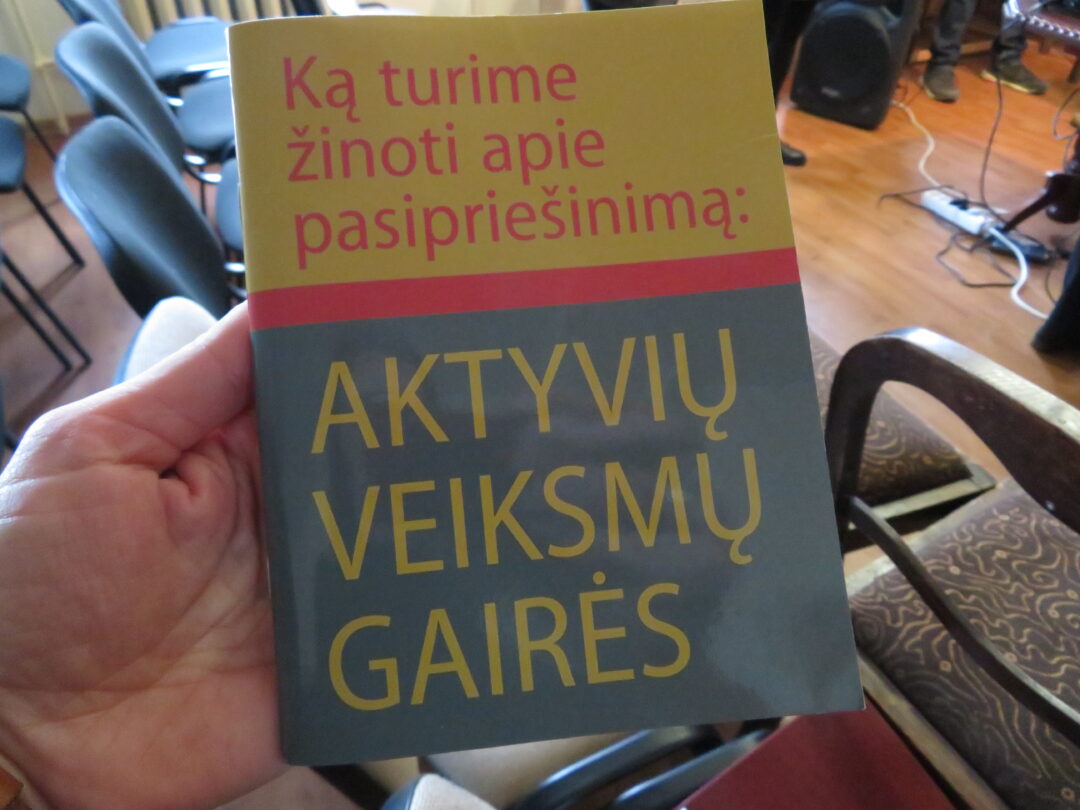 Ką turime
žinoti apie
pasipriešinimą:
AKTYVIŲ
VEIKSMŲ
GAIRĖS